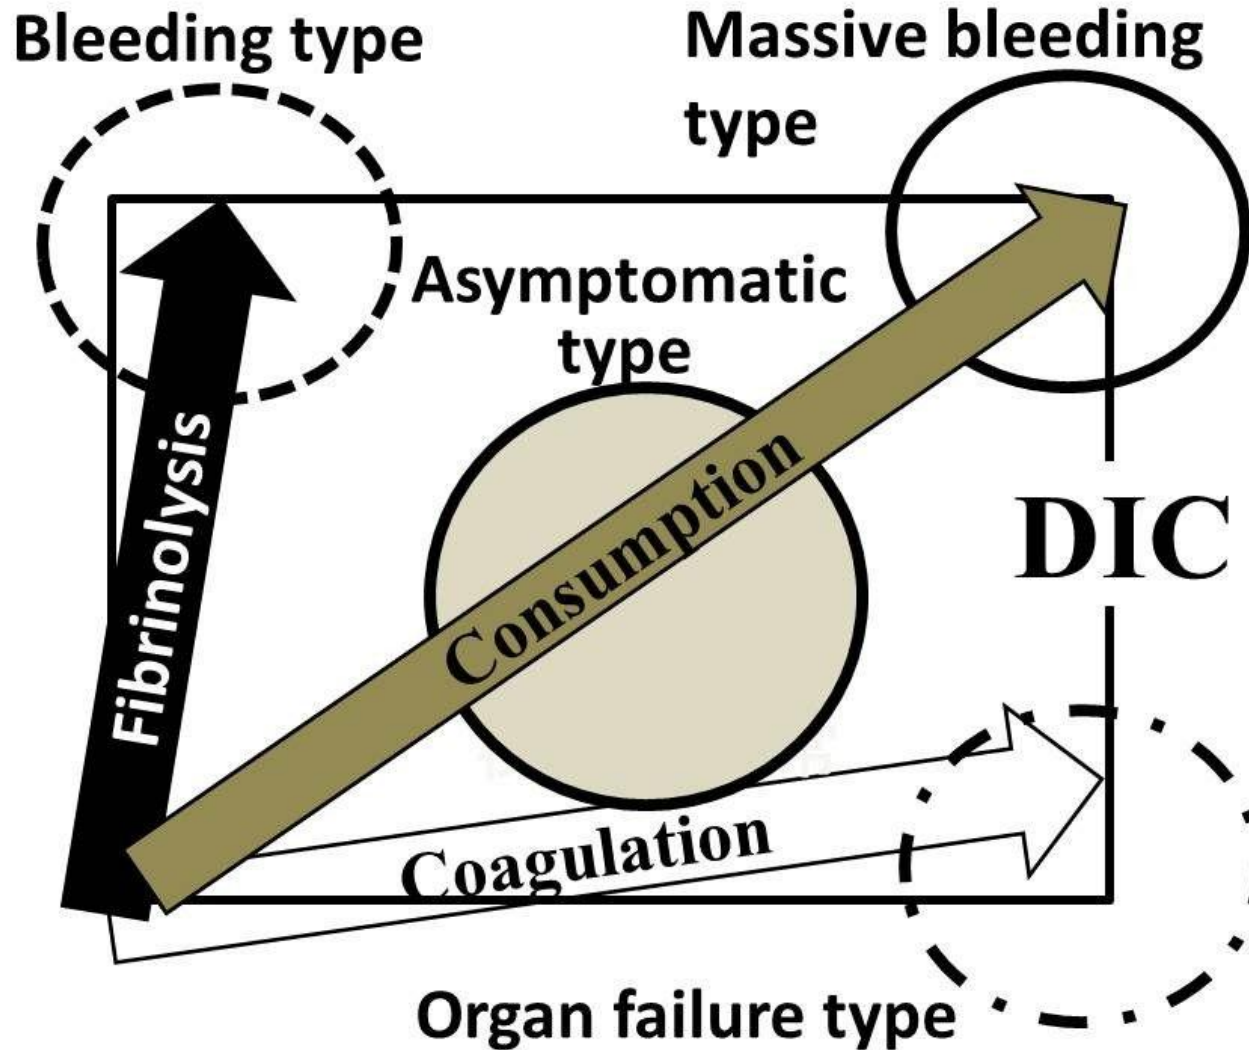 Bleeding type
Massive bleeding
type
Asymptomatic
type
Fibrinolysis
Consumption
DIC
Coagulation
Organ failure type